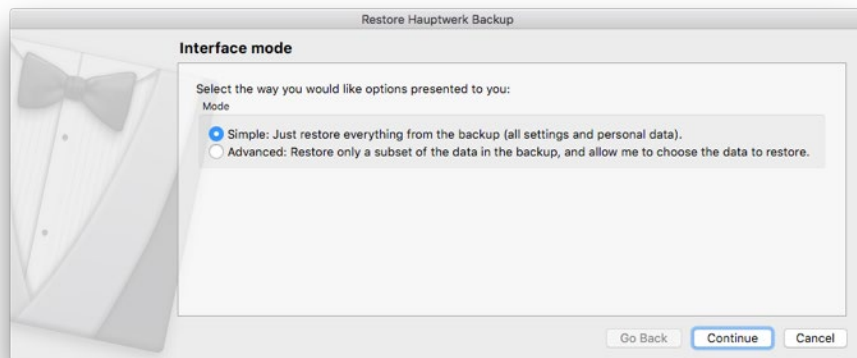 Restore Hauptwerk Backup
Interface mode
Select the way you would like options presented to you:
Mode
Simple: Just restore everything from the backup (all settings and personal data).
Advanced: Restore only a subset of the data in the backup, and allow me to choose the data to restore.
Go Back
Continue
Cancel